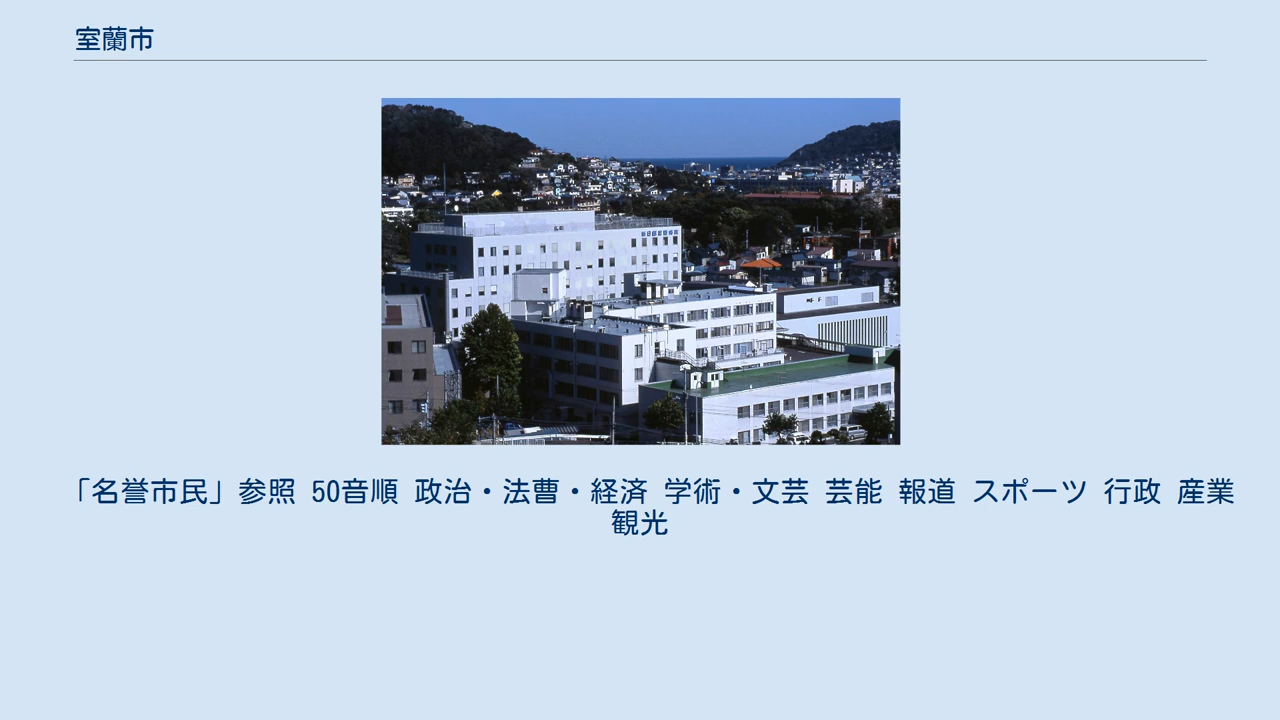 室蘭市
「名誉市民」参照 50音順 政治・法曹・経済 学術・文芸 芸能 報道 スポーツ 行政 産業
観光